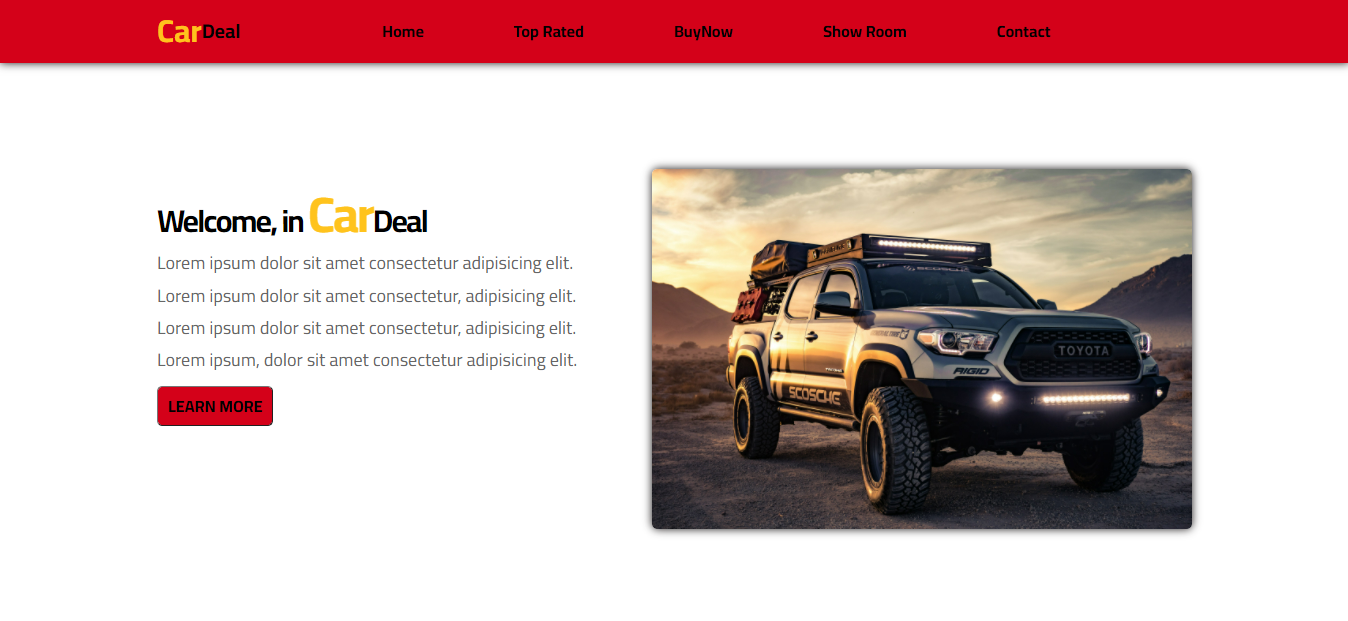 CarDeal Home Top Rated BuyNow Show Room Contact
Welcome, in CarDeal
Lorem ipsum dolor sit amet consectetur adipisicing elit.
Lorem ipsum dolor sit amet consectetur, adipisicing elit.
Lorem ipsum dolor sit amet consectetur, adipisicing elit.
Lorem ipsum, dolor sit amet consectetur adipisicing elit.
LEARN MORE
SCOSCHE
TOYOTA
RIGID
SCOSCHE